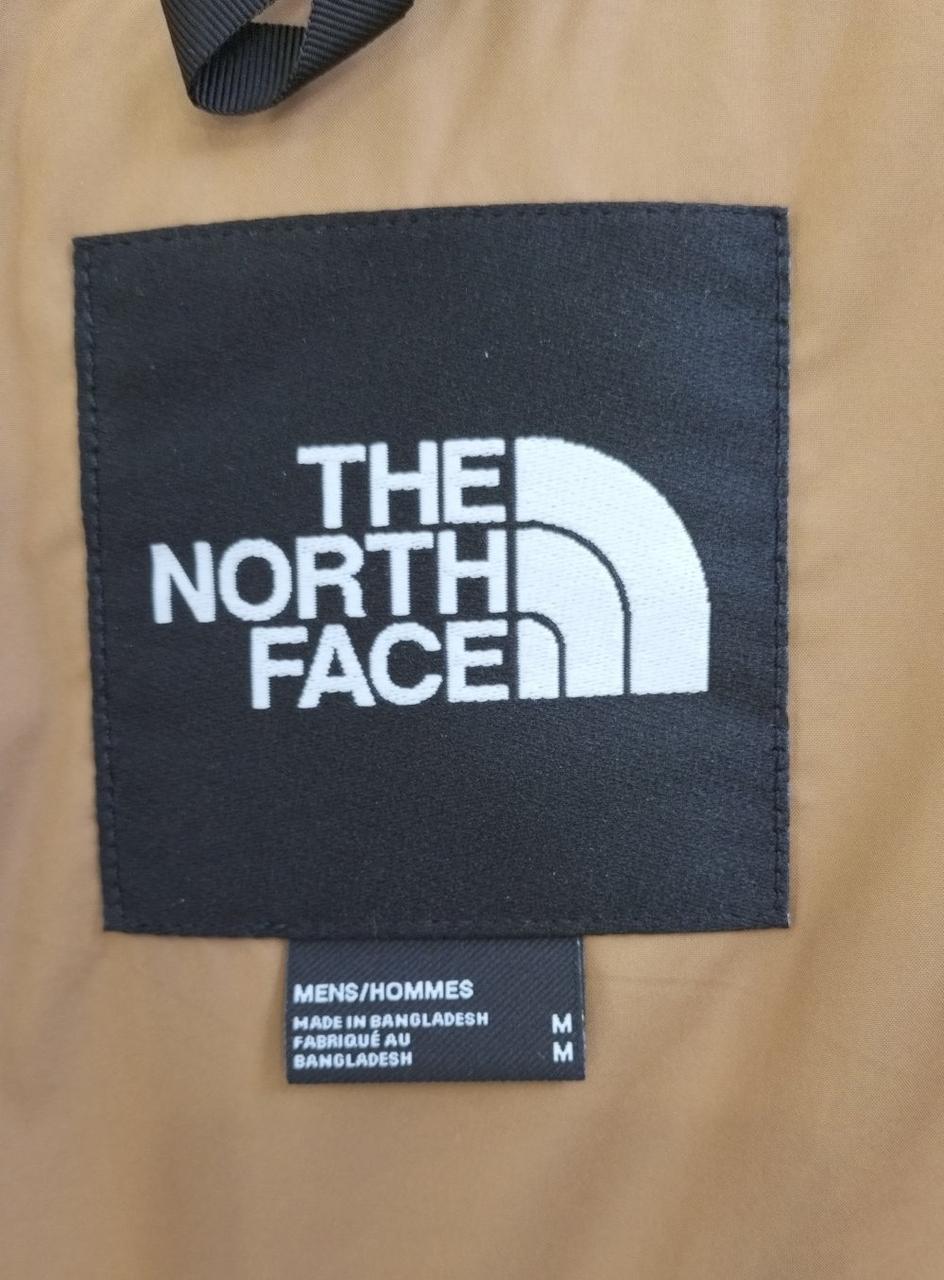 THE
NORTH
FACE
MENS/HOMMES
MADE IN BANGLADESH M
FABRIQUÉ AU M
BANGLADESH